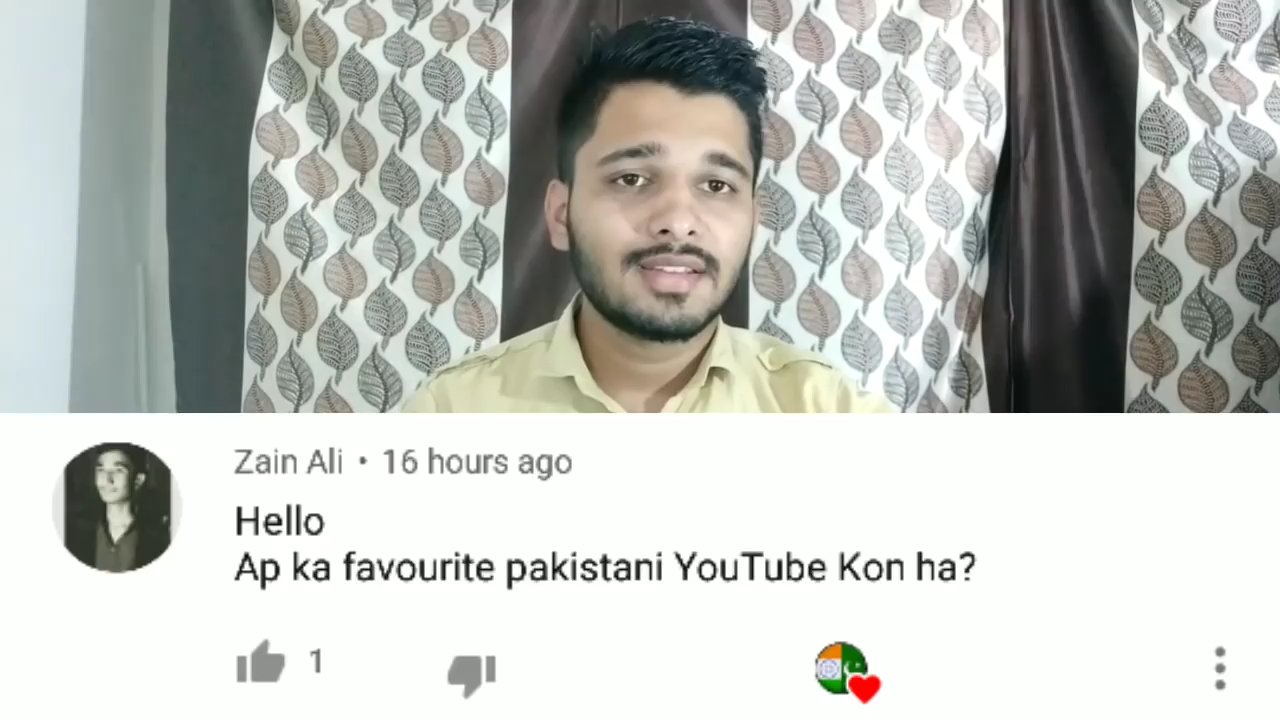 Zain Ali • 16 hours ago
Hello
Ap ka favourite pakistani YouTube Kon ha?
1